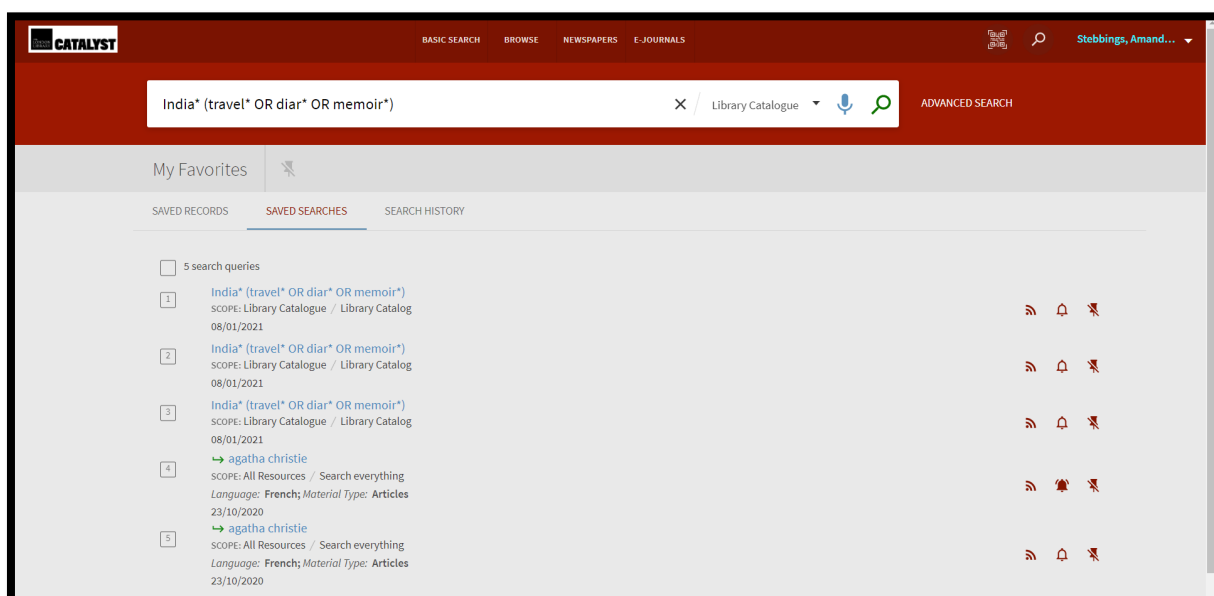 CATALYST
BASIC SEARCH BROWSE NEWSPAPERS E-JOURNALS
Stebbings, Amand...
India* (travel* OR diar* OR memoir*)
Library Catalogue
ADVANCED SEARCH
My Favorites
SAVED RECORDS SAVED SEARCHES SEARCH HISTORY
5 search queries
1 India* (travel* OR diar* OR memoir*)
SCOPE: Library Catalogue / Library Catalog
08/01/2021
2 India* (travel* OR diar* OR memoir*)
SCOPE: Library Catalogue / Library Catalog
08/01/2021
3 India* (travel* OR diar* OR memoir*)
SCOPE: Library Catalogue / Library Catalog
08/01/2021
4 agatha christie
SCOPE: All Resources / Search everything
Language: French; Material Type: Articles
23/10/2020
5 agatha christie
SCOPE: All Resources / Search everything
Language: French; Material Type: Articles
23/10/2020